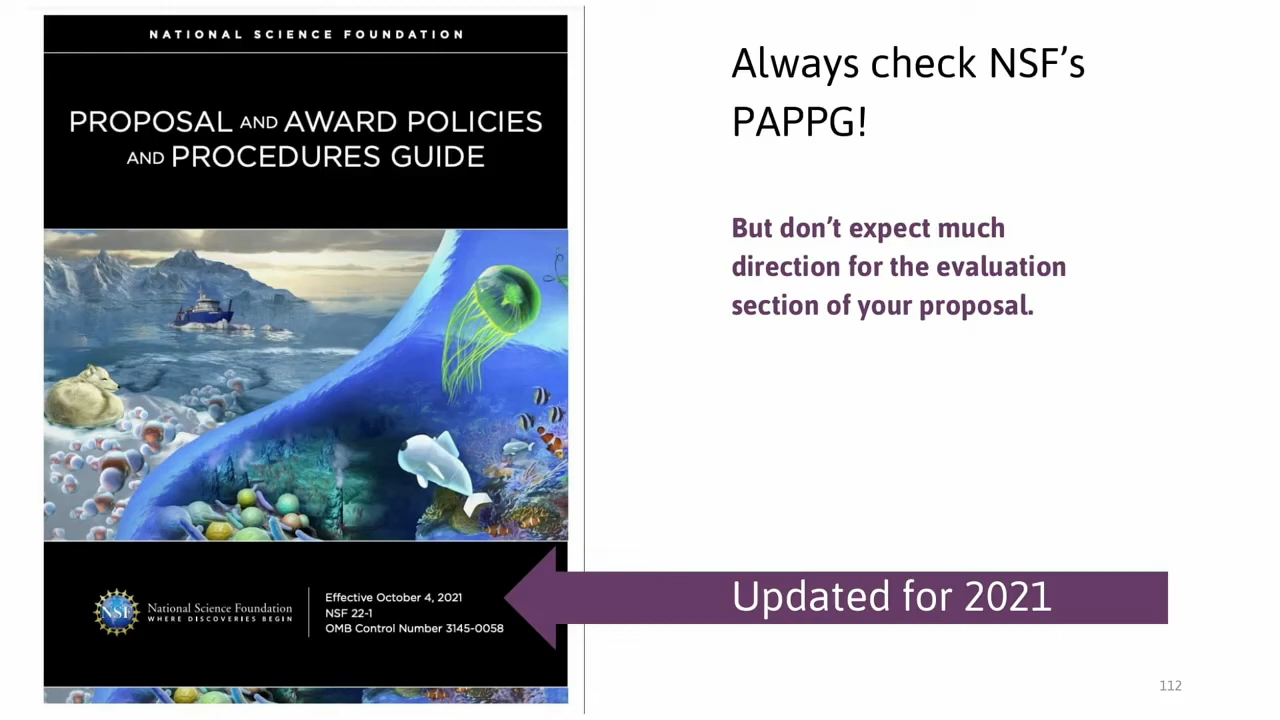 NATIONAL SCIENCE FOUNDATION
PROPOSAL AND AWARD POLICIES
AND PROCEDURES GUIDE
NSF
National Science Foundation
WHERE DISCOVERIES BEGIN
Effective October 4, 2021
NSF 22-1
OMB Control Number 3145-0058
Always check NSF’s
PAPPG!
But don’t expect much
direction for the evaluation
section of your proposal.
Updated for 2021
112